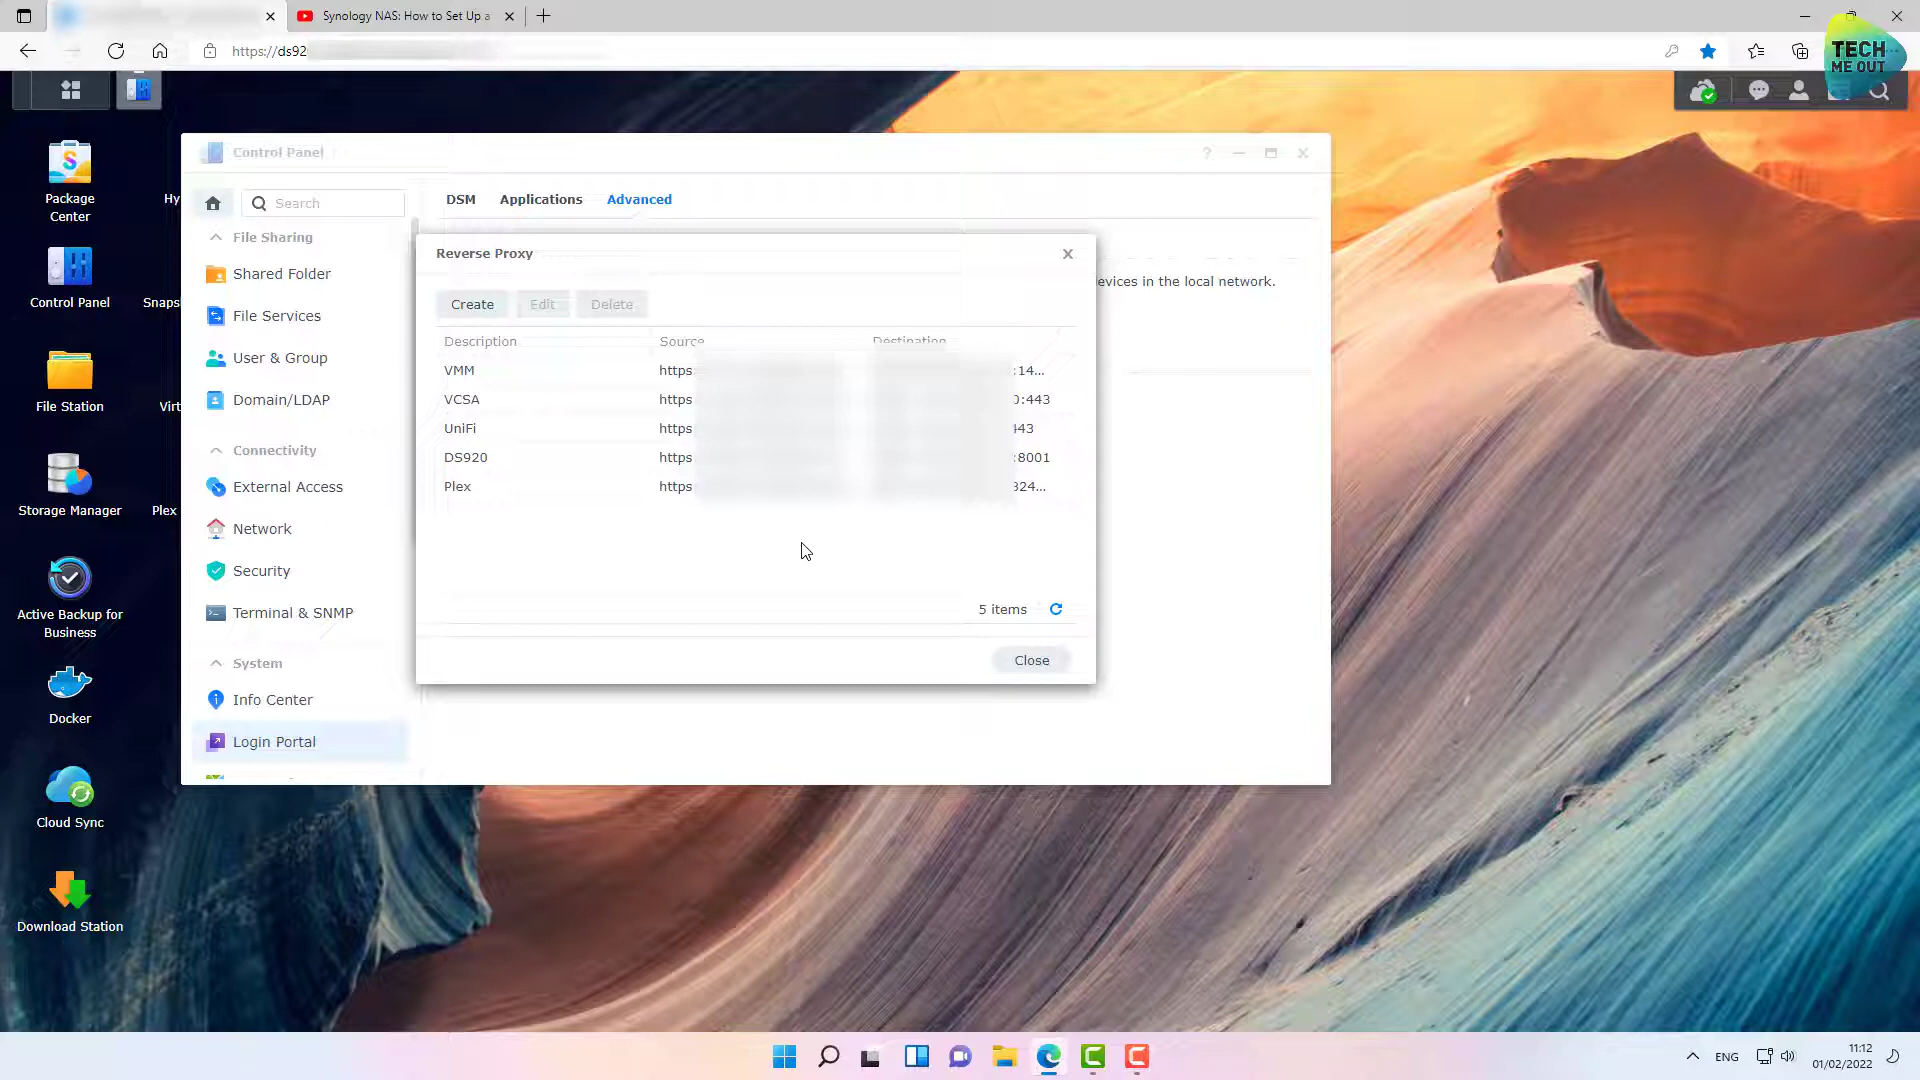 Synology NAS: How to Set Up a
https://ds92
TECH
ME OUT
Package
Center
Hy
Control Panel
Snaps
File Station
Virt
Storage Manager
Plex
Active Backup for
Business
Docker
Cloud Sync
Download Station
Control Panel
Search
DSM
Applications
Advanced
File Sharing
Shared Folder
File Services
User & Group
Domain/LDAP
Connectivity
External Access
Network
Security
Terminal & SNMP
System
Info Center
Login Portal
evices in the local network.
Reverse Proxy
Create
Edit
Delete
Description
Source
Destination
VMM
https
:14...
VCSA
https
0:443
UniFi
https
443
DS920
https
:8001
Plex
https
324...
5 items
Close
ENG
11:12
01/02/2022